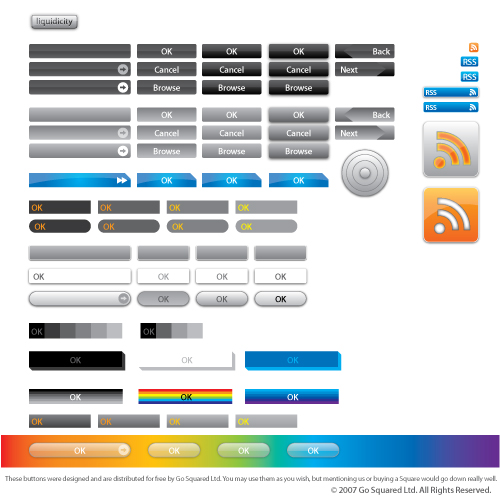 liquidicity
OK OK OK Back
Cancel Cancel Cancel Next
Browse Browse Browse
RSS
RSS
RSS
RSS
OK OK OK Back
Cancel Cancel Cancel Next
Browse Browse Browse
OK OK OK
OK OK OK OK
OK OK OK OK
OK OK OK OK
OK OK OK OK
OK OK
OK OK OK
OK OK OK
OK OK OK OK
OK OK OK OK
These buttons were designed and are distributed for free by Go Squared Ltd. You may use them as you wish, but mentioning us or buying a Square would go down really well.
© 2007 Go Squared Ltd. All Rights Reserved.